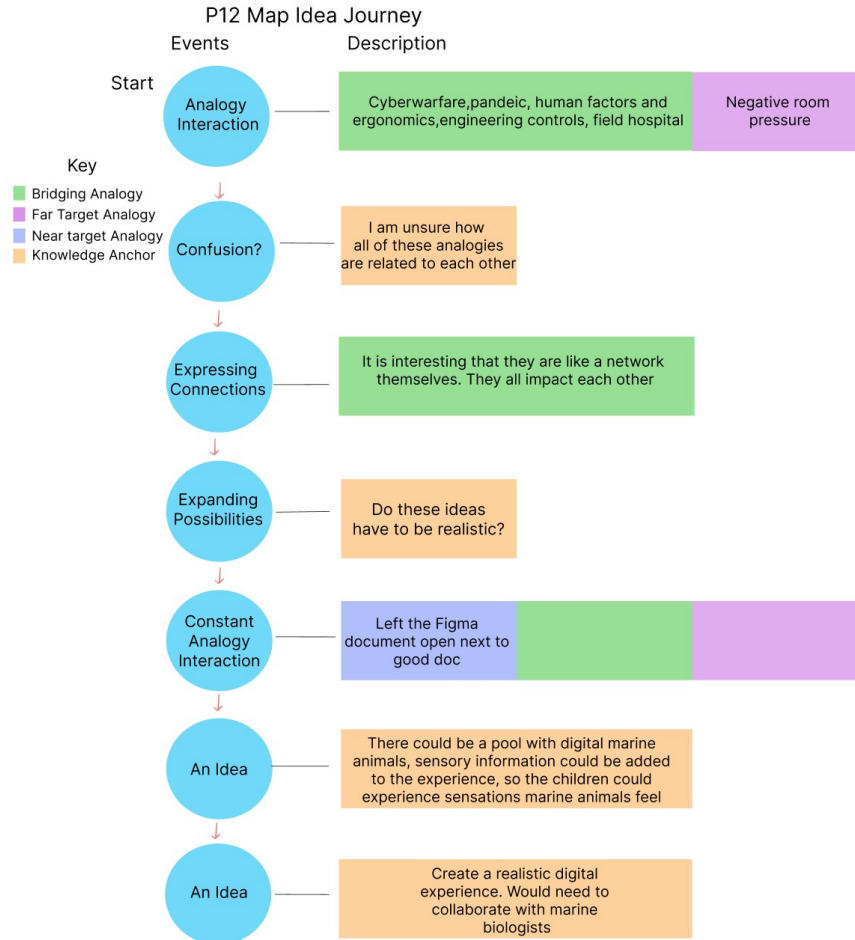 P12 Map Idea Journey
Events
Description
Start
Analogy
Interaction
Cyberwarfare,pandeic, human factors and
ergonomics,engineering controls, field hospital
Negative room
pressure
Key
Bridging Analogy
Far Target Analogy
Near target Analogy
Knowledge Anchor
Confusion?
I am unsure how
all of these analogies
are related to each other
Expressing
Connections
It is interesting that they are like a network
themselves. They all impact each other
Expanding
Possibilities
Do these ideas
have to be realistic?
Constant
Analogy
Interaction
Left the Figma
document open next to
good doc
An Idea
There could be a pool with digital marine
animals, sensory information could be added
to the experience, so the children could
experience sensations marine animals feel
An Idea
Create a realistic digital
experience. Would need to
collaborate with marine
biologists